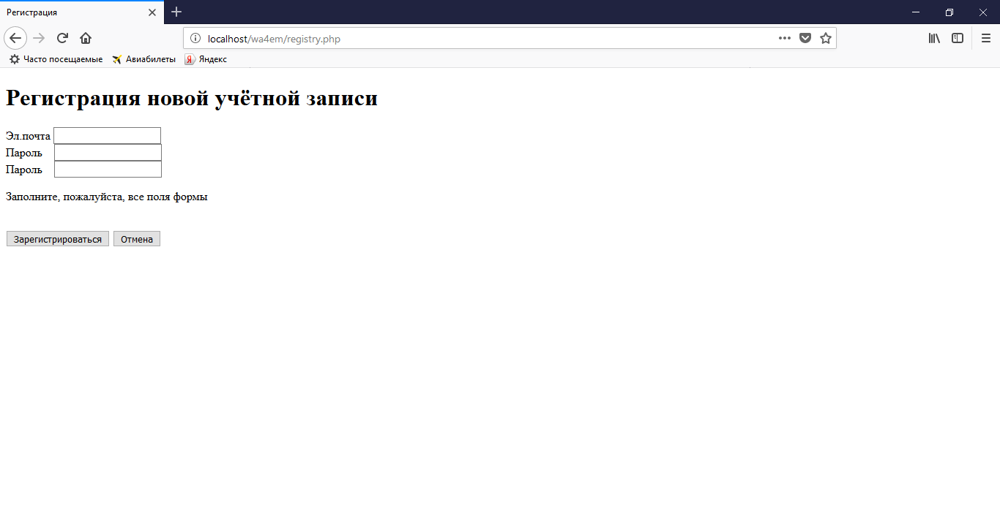 Регистрация
localhost/wa4em/registry.php
Часто посещаемые Авиабилеты Я Яндекс
Регистрация новой учётной записи
Эл.почта
Пароль
Пароль
Заполните, пожалуйста, все поля формы
Зарегистрироваться Отмена